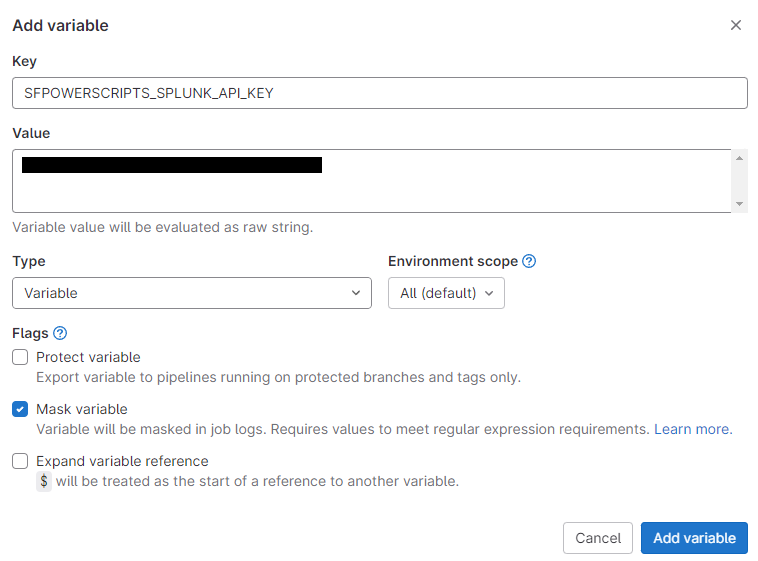 Add variable
Key
SFPOWERSCRIPTS_SPLUNK_API_KEY
Value
Variable value will be evaluated as raw string.
Type
Environment scope
Variable
All (default)
Flags
Protect variable
Export variable to pipelines running on protected branches and tags only.
Mask variable
Variable will be masked in job logs. Requires values to meet regular expression requirements. Learn more.
Expand variable reference
$ will be treated as the start of a reference to another variable.
Cancel
Add variable